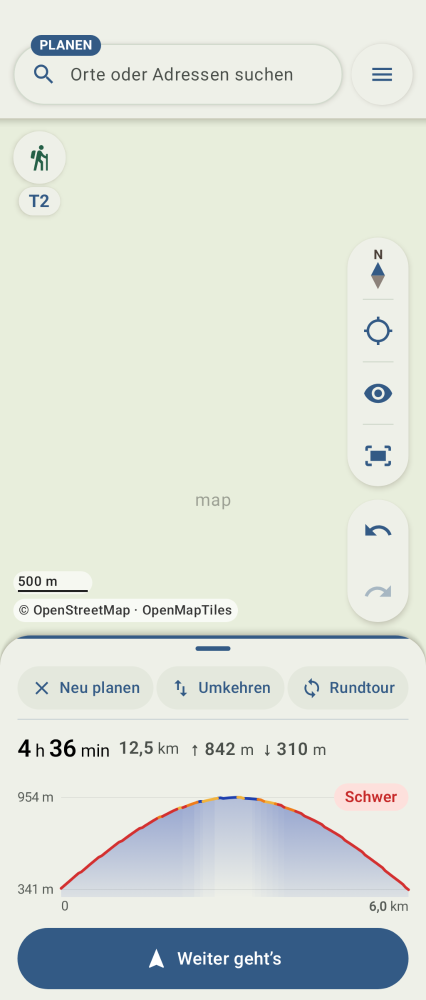 PLANEN
Orte oder Adressen suchen
T2
N
map
500 m
© OpenStreetMap · OpenMapTiles
Neu planen Umkehren Rundtour
4 h 36 min 12,5 km ↑ 842 m ↓ 310 m
954 m Schwer
341 m
0 6,0 km
Weiter geht’s